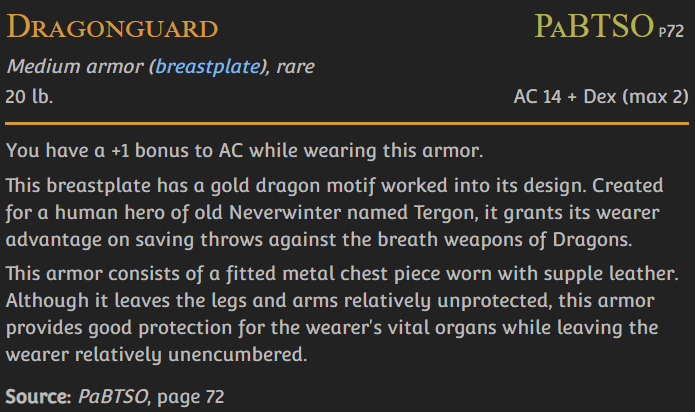 Dragonguard PaBTSO p72
Medium armor (breastplate), rare
20 lb. AC 14 + Dex (max 2)
You have a +1 bonus to AC while wearing this armor.
This breastplate has a gold dragon motif worked into its design. Created
for a human hero of old Neverwinter named Tergon, it grants its wearer
advantage on saving throws against the breath weapons of Dragons.
This armor consists of a fitted metal chest piece worn with supple leather.
Although it leaves the legs and arms relatively unprotected, this armor
provides good protection for the wearer's vital organs while leaving the
wearer relatively unencumbered.
Source: PaBTSO, page 72